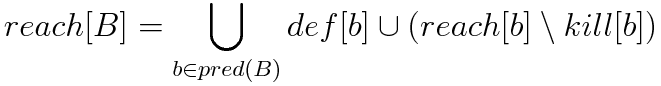 reach[B] = ⋃_{b∈pred(B)} def[b] ∪ (reach[b] \ kill[b])